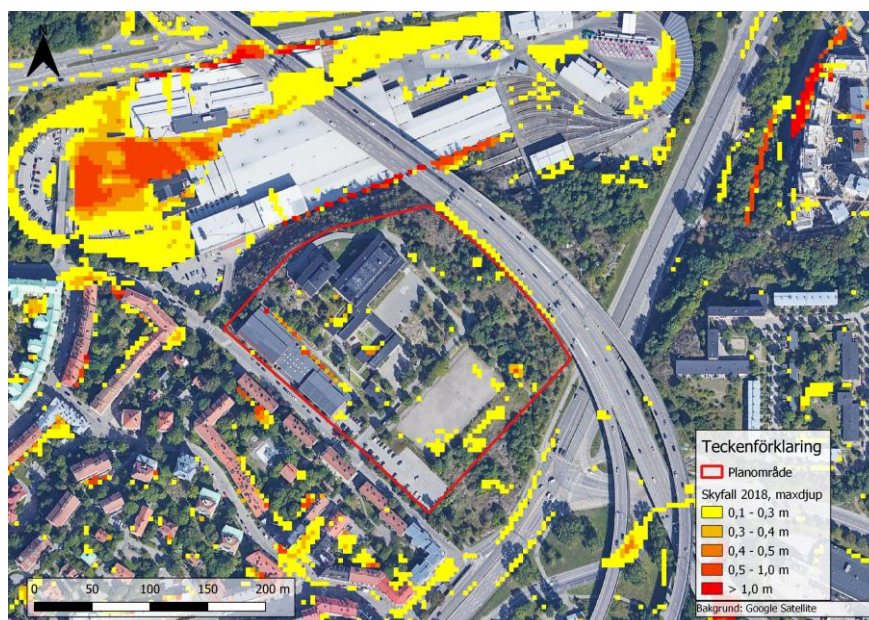 N
Teckenförklaring
Planområde
Skyfall 2018, maxdjup
0,1 - 0,3 m
0,3 - 0,4 m
0,4 - 0,5 m
0,5 - 1,0 m
> 1,0 m
Bakgrund: Google Satellite
0 50 100 150 200 m